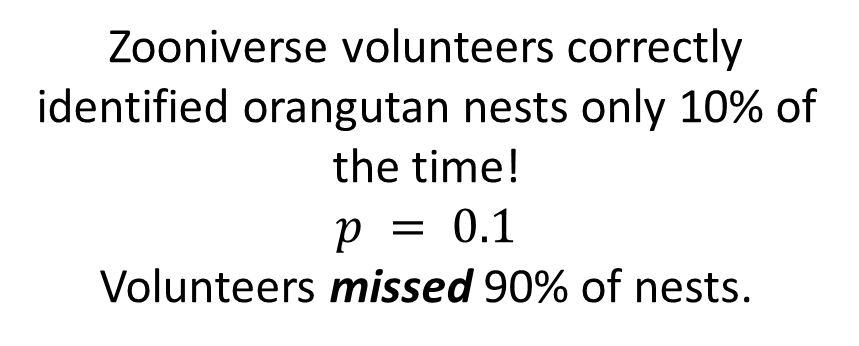 Zooniverse volunteers correctly
identified orangutan nests only 10% of
the time!
p = 0.1
Volunteers missed 90% of nests.